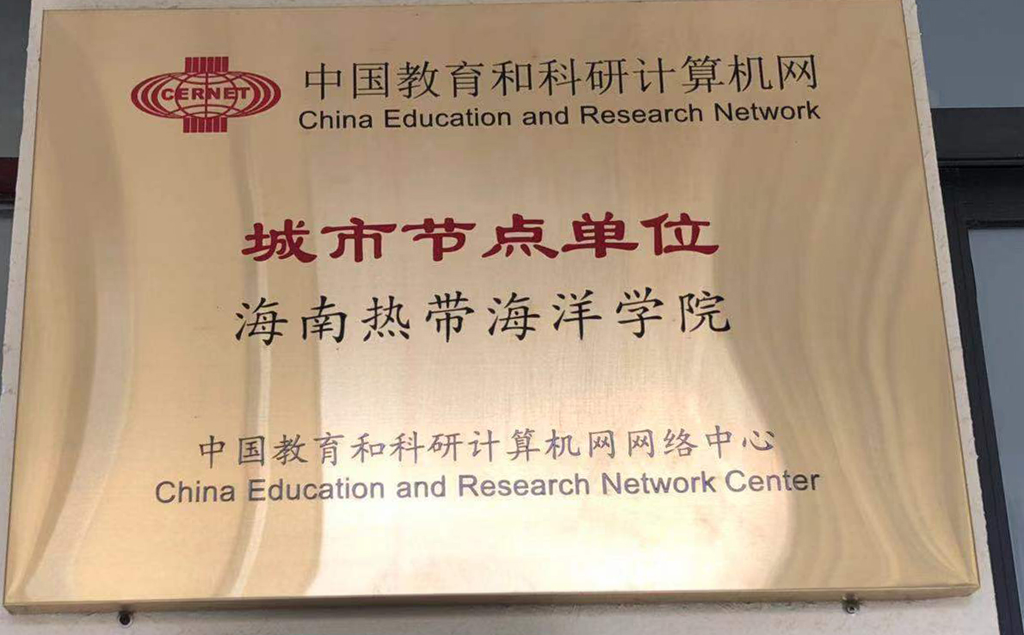 CERNET
中国教育和科研计算机网
China Education and Research Network
城市节点单位
海南热带海洋学院
中国教育和科研计算机网网络中心
China Education and Research Network Center